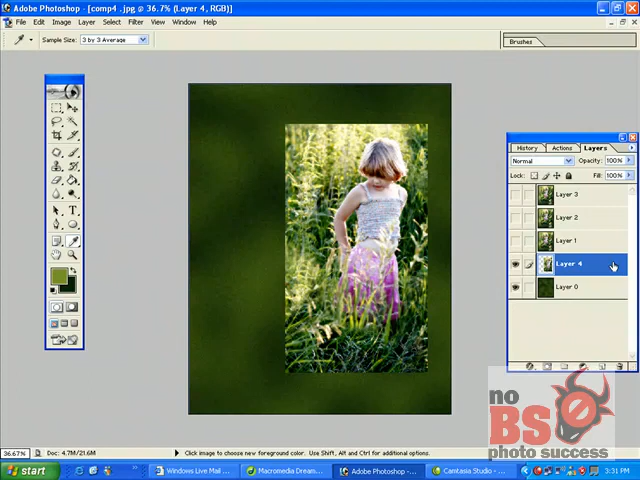 Adobe Photoshop - [comp4 .jpg @ 36.7% (Layer 4, RGB)]
File Edit Image Layer Select Filter View Window Help
Sample Size: 3 by 3 Average
Brushes
History Actions Layers
Normal Opacity: 100%
Lock: Fill: 100%
Layer 3
Layer 2
Layer 1
Layer 4
Layer 0
no
BS
photo success
36.67% Doc: 4.7M/21.6M Click image to choose new foreground color. Use Shift, Alt and Ctrl for additional options.
start Windows Live Mail ... Macromedia Dream... Adobe Photoshop -... Camtasia Studio - ... 3:31 PM